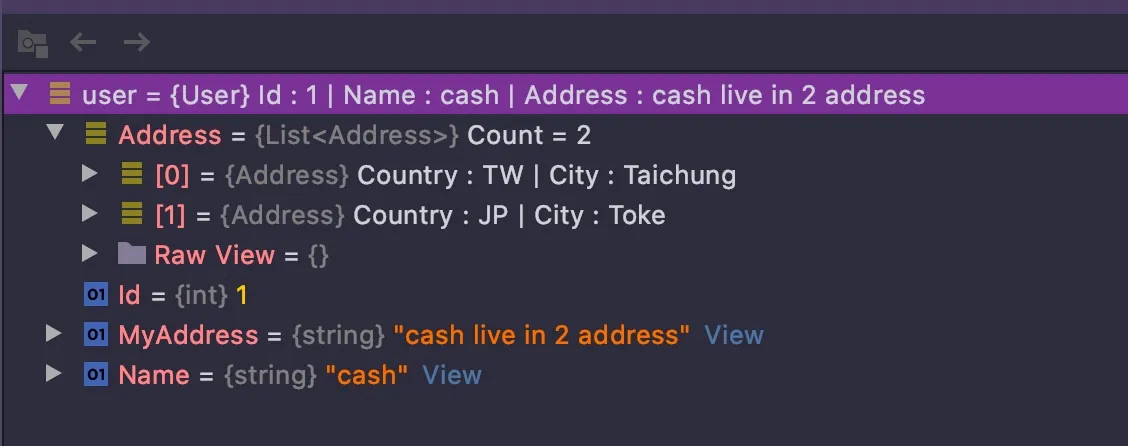 user = {User} Id : 1 | Name : cash | Address : cash live in 2 address
Address = {List<Address>} Count = 2
[0] = {Address} Country : TW | City : Taichung
[1] = {Address} Country : JP | City : Toke
Raw View = {}
01 Id = {int} 1
01 MyAddress = {string} "cash live in 2 address" View
01 Name = {string} "cash" View